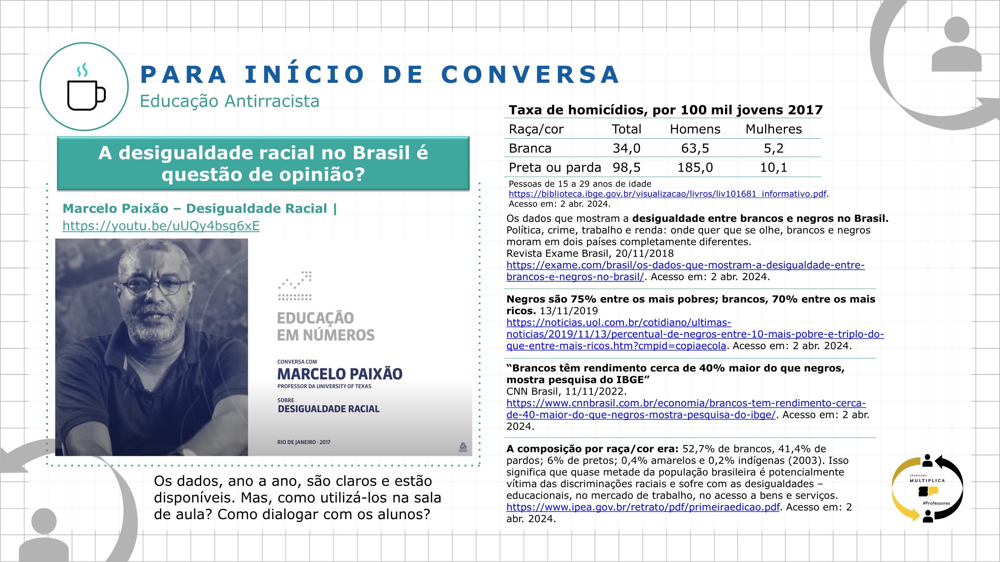 PARA INÍCIO DE CONVERSA
Educação Antirracista
A desigualdade racial no Brasil é
questão de opinião?
Marcelo Paixão – Desigualdade Racial |
https://youtu.be/uUQy4bsg6xE
EDUCAÇÃO
EM NÚMEROS
CONVERSA COM
MARCELO PAIXÃO
PROFESSOR DA UNIVERSITY OF TEXAS
SOBRE
DESIGUALDADE RACIAL
RIO DE JANEIRO - 2017
Os dados, ano a ano, são claros e estão
disponíveis. Mas, como utilizá-los na sala
de aula? Como dialogar com os alunos?
Taxa de homicídios, por 100 mil jovens 2017
Raça/cor Total Homens Mulheres
Branca 34,0 63,5 5,2
Preta ou parda 98,5 185,0 10,1
Pessoas de 15 a 29 anos de idade
https://biblioteca.ibge.gov.br/visualizacao/livros/liv101681_informativo.pdf.
Acesso em: 2 abr. 2024.
Os dados que mostram a desigualdade entre brancos e negros no Brasil.
Política, crime, trabalho e renda: onde quer que se olhe, brancos e negros
moram em dois países completamente diferentes.
Revista Exame Brasil, 20/11/2018
https://exame.com/brasil/os-dados-que-mostram-a-desigualdade-entre-
brancos-e-negros-no-brasil/. Acesso em: 2 abr. 2024.
Negros são 75% entre os mais pobres; brancos, 70% entre os mais
ricos. 13/11/2019
https://noticias.uol.com.br/cotidiano/ultimas-
noticias/2019/11/13/percentual-de-negros-entre-10-mais-pobre-e-triplo-do-
que-entre-mais-ricos.htm?cmpid=copiaecola. Acesso em: 2 abr. 2024.
“Brancos têm rendimento cerca de 40% maior do que negros,
mostra pesquisa do IBGE”
CNN Brasil, 11/11/2022.
https://www.cnnbrasil.com.br/economia/brancos-tem-rendimento-cerca-
de-40-maior-do-que-negros-mostra-pesquisa-do-ibge/. Acesso em: 2 abr.
2024.
A composição por raça/cor era: 52,7% de brancos, 41,4% de
pardos; 6% de pretos; 0,4% amarelos e 0,2% indígenas (2003). Isso
significa que quase metade da população brasileira é potencialmente
vítima das discriminações raciais e sofre com as desigualdades –
educacionais, no mercado de trabalho, no acesso a bens e serviços.
https://www.ipea.gov.br/retrato/pdf/primeiraedicao.pdf. Acesso em: 2
abr. 2024.
PROGRAMA
MULTIPLICA
SP
#Professores